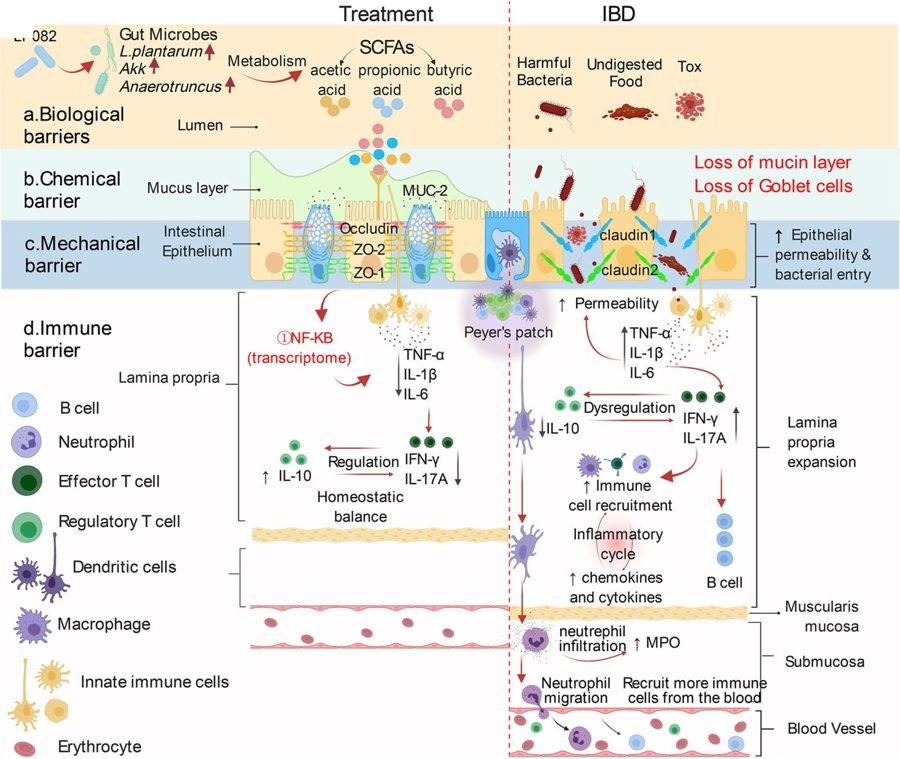 Treatment
IBD
082
Gut Microbes
L.plantarum
Akk
Anaerotruncus
Metabolism
SCFAs
acetic acid
propionic acid
butyric acid
Harmful Bacteria
Undigested Food
Tox
a.Biological barriers
Lumen
b.Chemical barrier
Mucus layer
MUC-2
Loss of mucin layer
Loss of Goblet cells
c.Mechanical barrier
Intestinal Epithelium
Occludin
ZO-2
ZO-1
claudin1
claudin2
↑ Epithelial permeability & bacterial entry
d.Immune barrier
①NF-KB (transcriptome)
Lamina propria
TNF-α
IL-1β
↓ IL-6
Peyer's patch
↑ Permeability
↑ TNF-α
IL-1β
IL-6
↓ IL-10
Dysregulation
IFN-γ ↑
IL-17A
↑ IL-10
Regulation
IFN-γ
IL-17A ↓
Homeostatic balance
↑ Immune cell recruitment
Inflammatory cycle
↑ chemokines and cytokines
B cell
Lamina propria expansion
B cell
Neutrophil
Effector T cell
Regulatory T cell
Dendritic cells
Macrophage
Innate immune cells
Erythrocyte
Muscularis mucosa
neutrephil infiltration
↑ MPO
Submucosa
Neutrophil migration
Recruit more immune cells from the blood
Blood Vessel